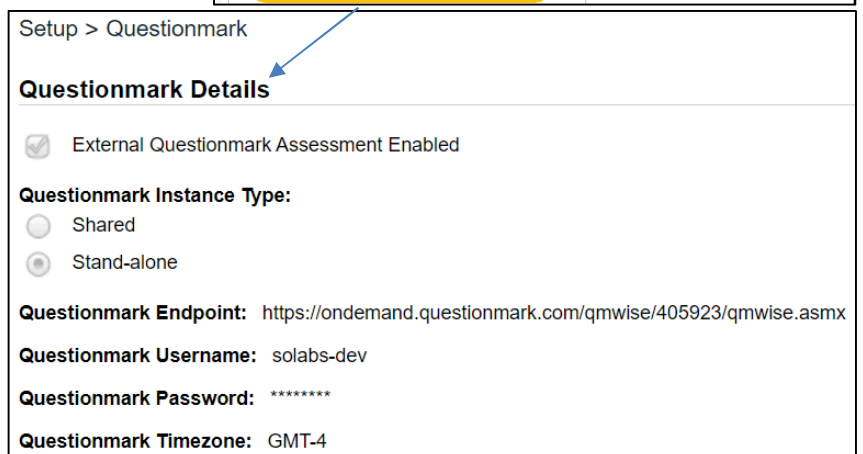 Setup > Questionmark
Questionmark Details
External Questionmark Assessment Enabled
Questionmark Instance Type:
Shared
Stand-alone
Questionmark Endpoint: https://ondemand.questionmark.com/qmwise/405923/qmwise.asmx
Questionmark Username: solabs-dev
Questionmark Password: ********
Questionmark Timezone: GMT-4